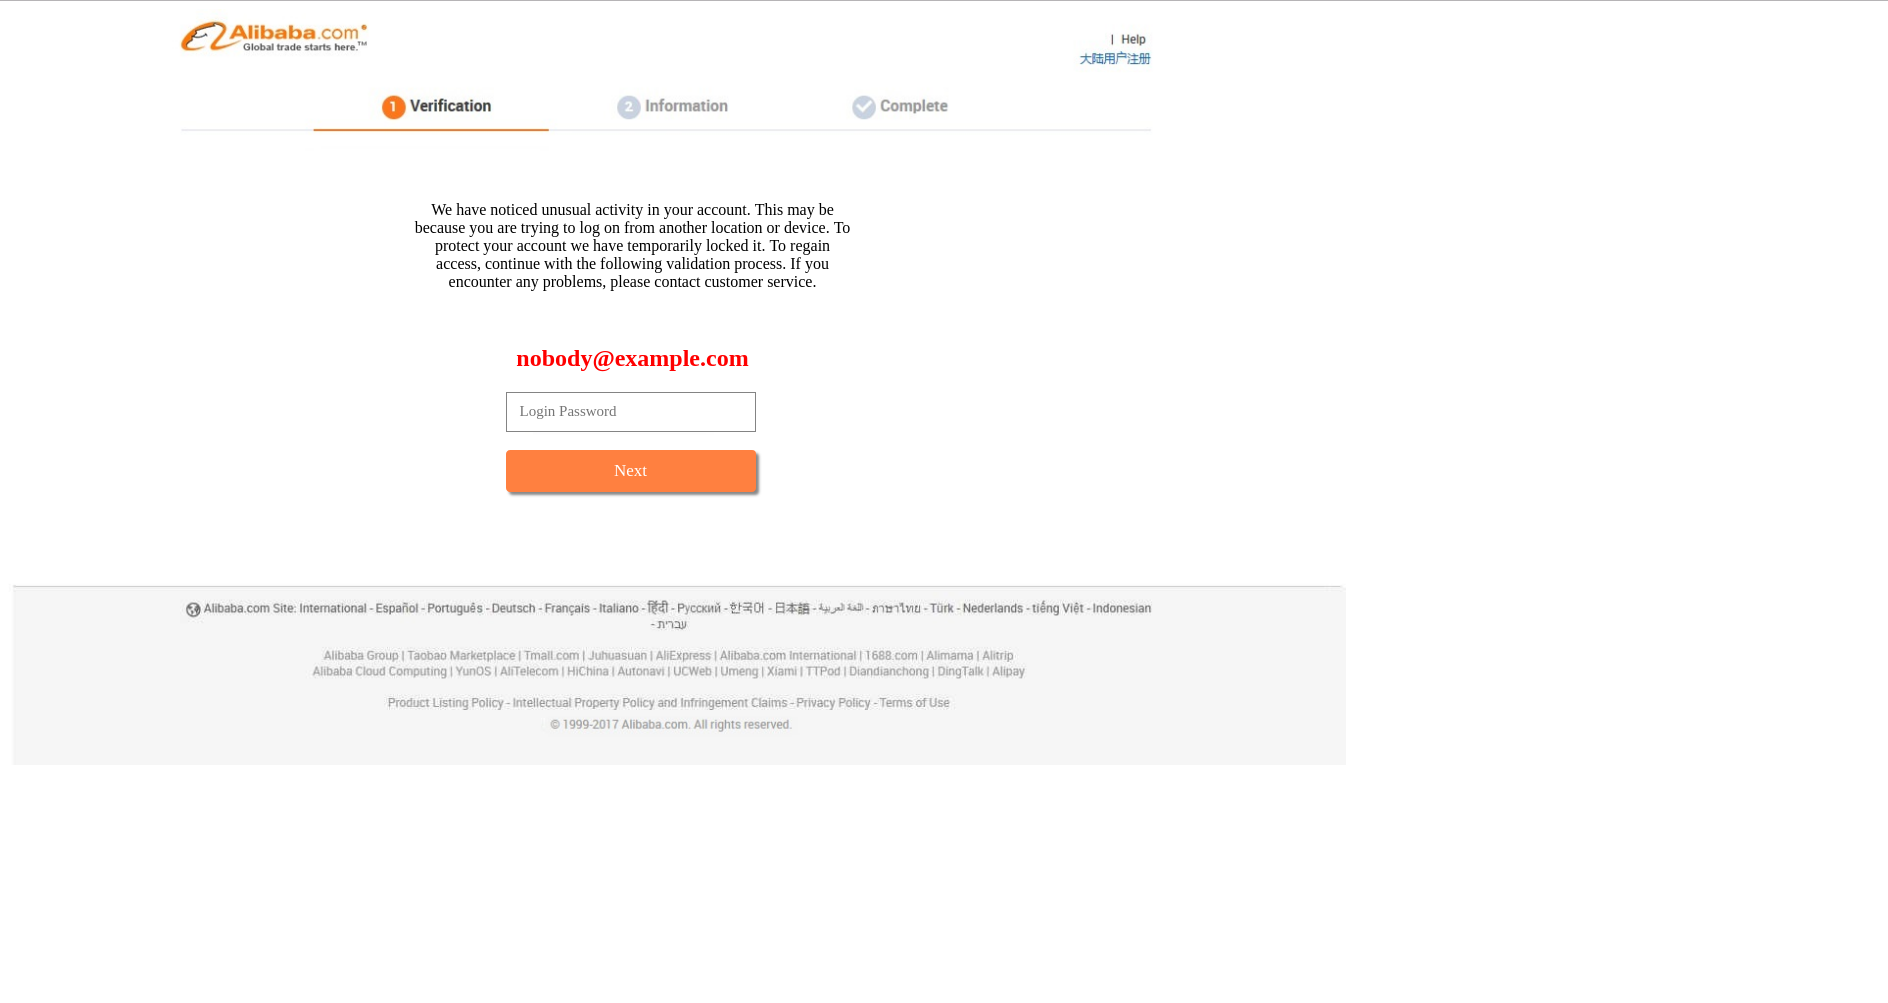 Alibaba.com®
Global trade starts here.™
| Help
大陆用户注册
1 Verification
2 Information
Complete
We have noticed unusual activity in your account. This may be
because you are trying to log on from another location or device. To
protect your account we have temporarily locked it. To regain
access, continue with the following validation process. If you
encounter any problems, please contact customer service.
nobody@example.com
Login Password
Next
Alibaba.com Site: International - Español - Português - Deutsch - Français - Italiano - हिंदी - Pусский - 한국어 - 日本語 - اللغة العربية - ภาษาไทย - Türk - Nederlands - tiếng Việt - Indonesian
- עברית
Alibaba Group | Taobao Marketplace | Tmall.com | Juhuasuan | AliExpress | Alibaba.com International | 1688.com | Alimama | Alitrip
Alibaba Cloud Computing | YunOS | AliTelecom | HiChina | Autonavi | UCWeb | Umeng | Xiami | TTPod | Diandianchong | DingTalk | Alipay
Product Listing Policy - Intellectual Property Policy and Infringement Claims - Privacy Policy - Terms of Use
© 1999-2017 Alibaba.com. All rights reserved.